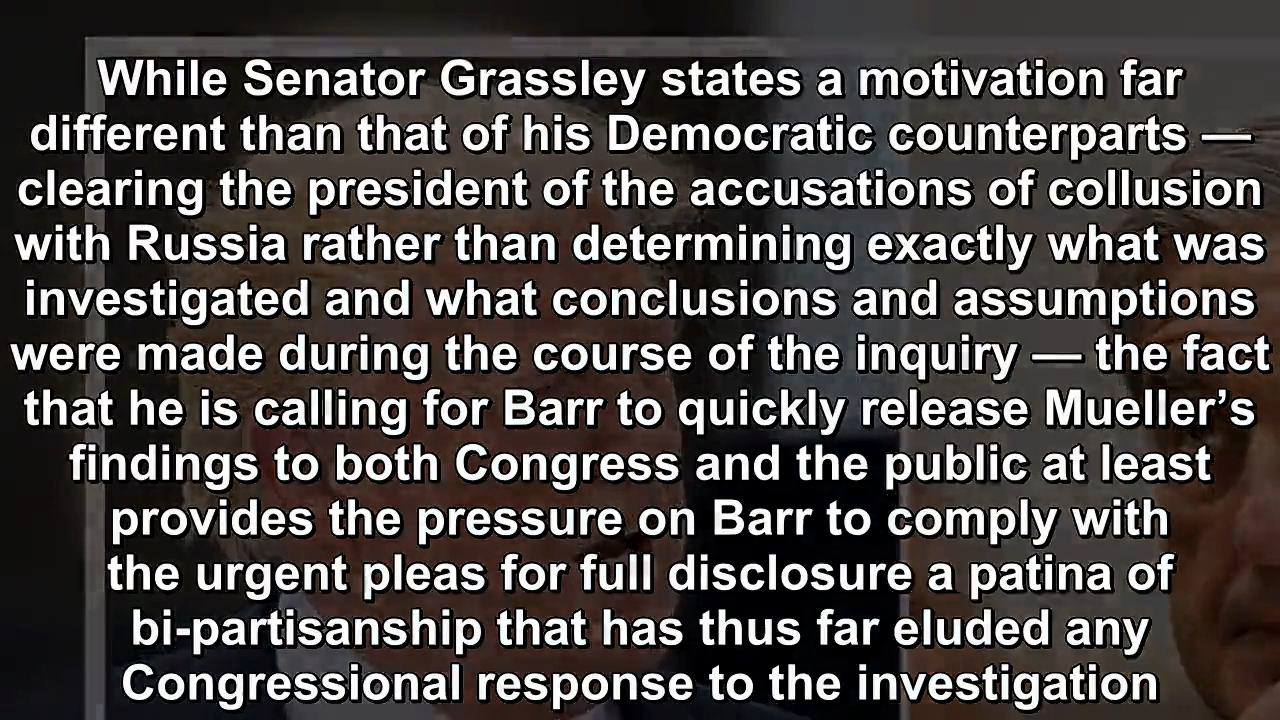 While Senator Grassley states a motivation far
different than that of his Democratic counterparts —
clearing the president of the accusations of collusion
with Russia rather than determining exactly what was
investigated and what conclusions and assumptions
were made during the course of the inquiry — the fact
that he is calling for Barr to quickly release Mueller’s
findings to both Congress and the public at least
provides the pressure on Barr to comply with
the urgent pleas for full disclosure a patina of
bi-partisanship that has thus far eluded any
Congressional response to the investigation